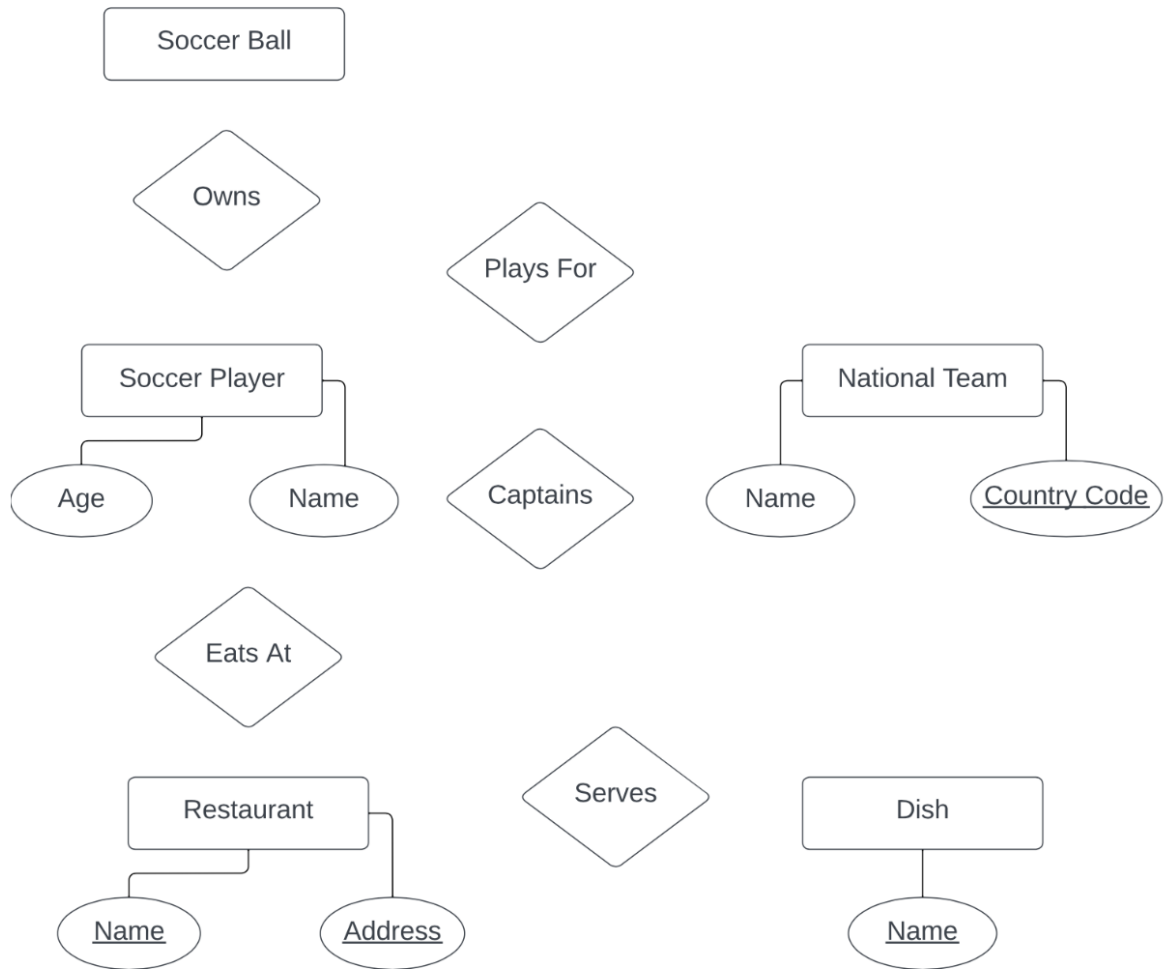 Soccer Ball
Owns
Plays For
Soccer Player
National Team
Age
Name
Captains
Name
Country Code
Eats At
Serves
Restaurant
Dish
Name
Address
Name